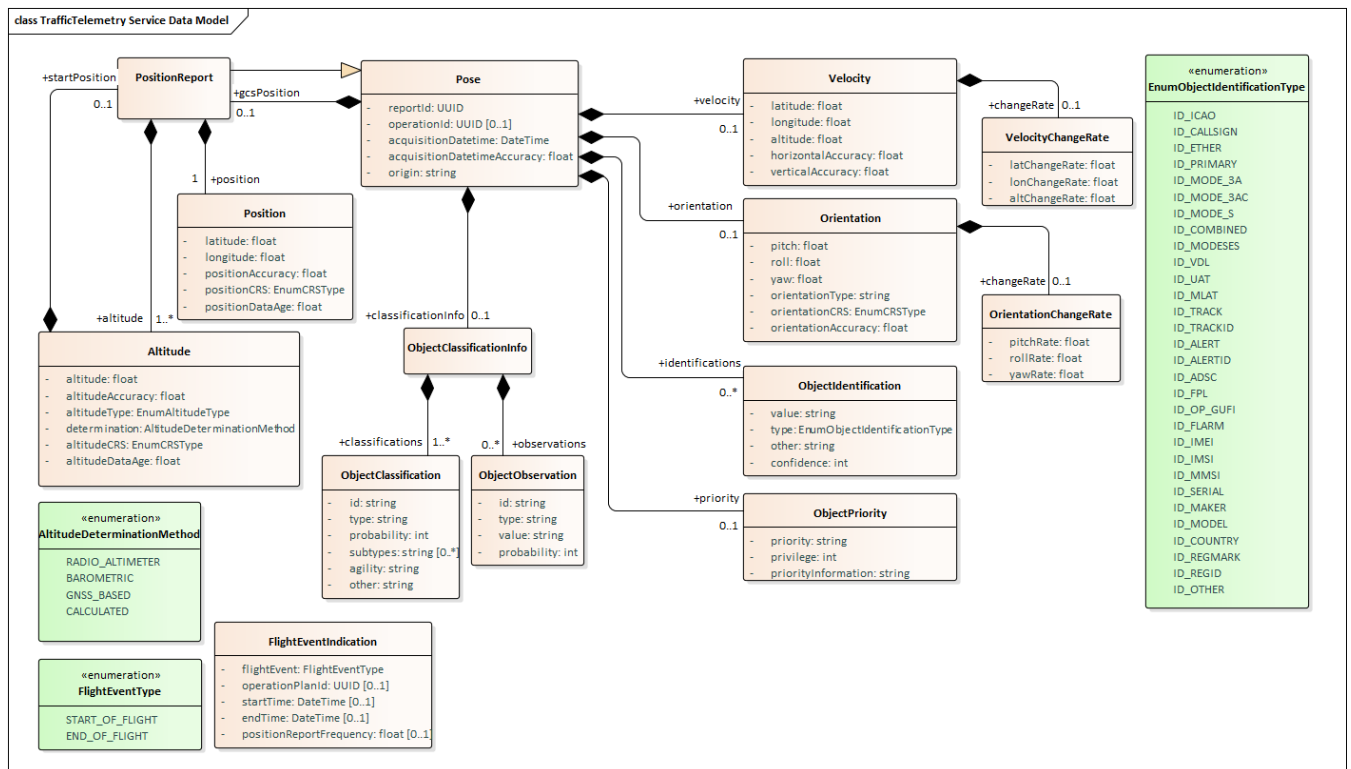 class TrafficTelemetry Service Data Model
PositionReport
+startPosition
0..1
+gcsPosition
0..1
Pose
- reportId: UUID
- operationId: UUID [0..1]
- acquisitionDatetime: DateTime
- acquisitionDatetimeAccuracy: float
- origin: string
+velocity
0..1
Velocity
- latitude: float
- longitude: float
- altitude: float
- horizontalAccuracy: float
- verticalAccuracy: float
+changeRate
0..1
VelocityChangeRate
- latChangeRate: float
- lonChangeRate: float
- altChangeRate: float
1
+position
Position
- latitude: float
- longitude: float
- positionAccuracy: float
- positionCRS: EnumCRSType
- positionDataAge: float
+orientation
0..1
Orientation
- pitch: float
- roll: float
- yaw: float
- orientationType: string
- orientationCRS: EnumCRSType
- orientationAccuracy: float
+changeRate
0..1
OrientationChangeRate
- pitchRate: float
- rollRate: float
- yawRate: float
+altitude
1..*
Altitude
- altitude: float
- altitudeAccuracy: float
- altitudeType: EnumAltitudeType
- determination: AltitudeDeterminationMethod
- altitudeCRS: EnumCRSType
- altitudeDataAge: float
+classificationInfo
0..1
ObjectClassificationInfo
+classifications
1..*
0..*
+observations
ObjectClassification
- id: string
- type: string
- probability: int
- subtypes: string [0..*]
- agility: string
- other: string
ObjectObservation
- id: string
- type: string
- value: string
- probability: int
+identifications
0..*
ObjectIdentification
- value: string
- type: EnumObjectIdentificationType
- other: string
- confidence: int
+priority
0..1
ObjectPriority
- priority: string
- privilege: int
- priorityInformation: string
«enumeration»
AltitudeDeterminationMethod
RADIO_ALTIMETER
BAROMETRIC
GNSS_BASED
CALCULATED
«enumeration»
FlightEventType
START_OF_FLIGHT
END_OF_FLIGHT
FlightEventIndication
- flightEvent: FlightEventType
- operationPlanId: UUID [0..1]
- startTime: DateTime [0..1]
- endTime: DateTime [0..1]
- positionReportFrequency: float [0..1]
«enumeration»
EnumObjectIdentificationType
ID_ICAO
ID_CALLSIGN
ID_ETHER
ID_PRIMARY
ID_MODE_3A
ID_MODE_3AC
ID_MODE_S
ID_COMBINED
ID_MODESES
ID_VDL
ID_UAT
ID_MLAT
ID_TRACK
ID_TRACKID
ID_ALERT
ID_ALERTID
ID_ADSC
ID_FPL
ID_OP_GUFI
ID_FLARM
ID_IMEI
ID_IMSI
ID_MMSI
ID_SERIAL
ID_MAKER
ID_MODEL
ID_COUNTRY
ID_REGMARK
ID_REGID
ID_OTHER